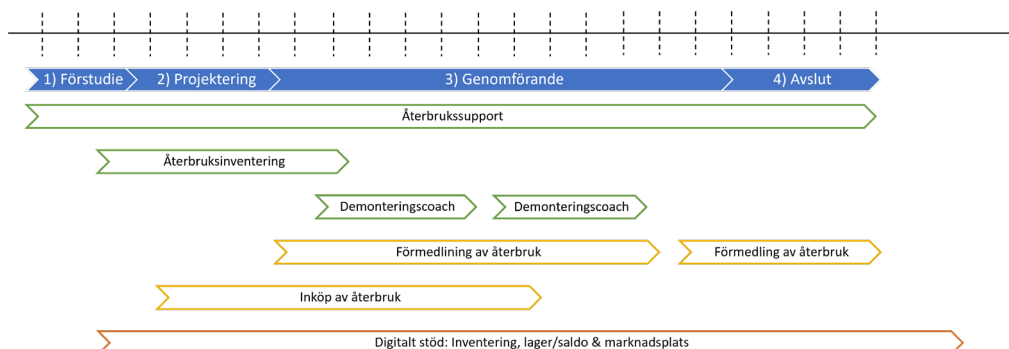 1) Förstudie
2) Projektering
3) Genomförande
4) Avslut
Återbrukssupport
Återbruksinventering
Demonteringscoach
Demonteringscoach
Förmedlining av återbruk
Förmedling av återbruk
Inköp av återbruk
Digitalt stöd: Inventering, lager/saldo & marknadsplats